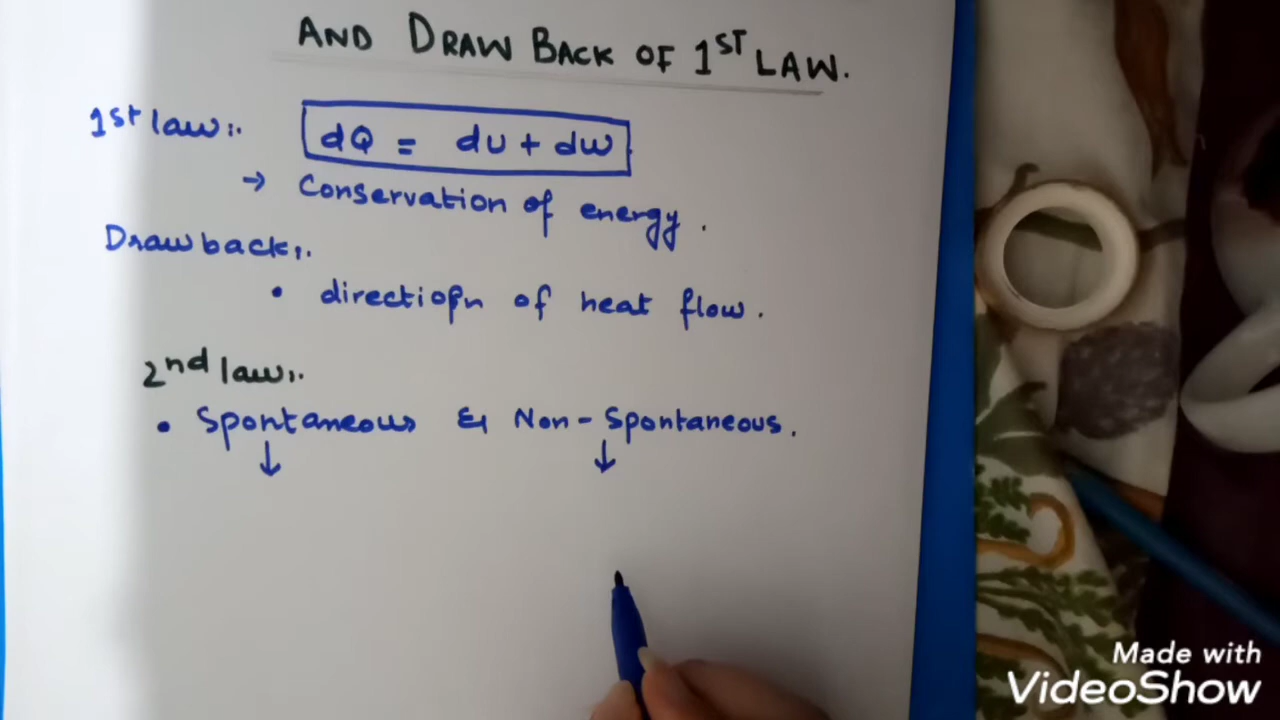 AND DRAW BACK OF 1ST LAW.
1st law:. dQ = du + dw
→ Conservation of energy.
Drawback:.
• directiopn of heat flow.
2nd law:.
• Spontaneous & Non-Spontaneous.
↓ ↓
Made with
VideoShow